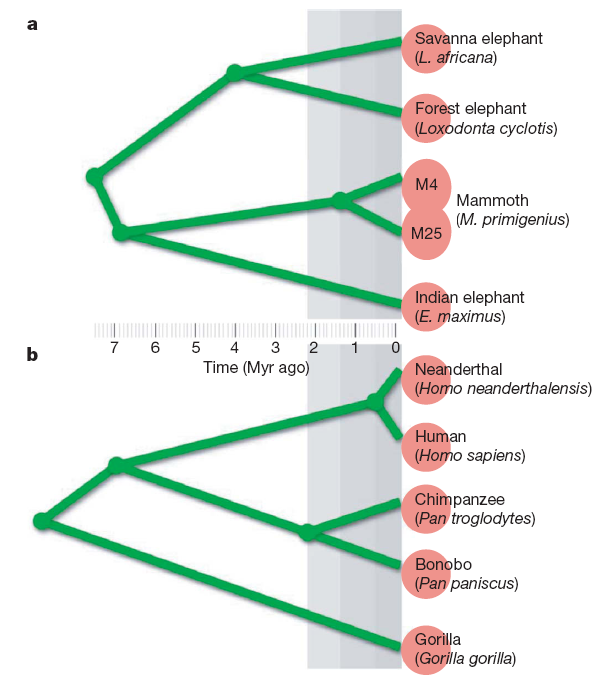 a
Savanna elephant
(L. africana)
Forest elephant
(Loxodonta cyclotis)
M4
Mammoth
(M. primigenius)
M25
Indian elephant
(E. maximus)
7 6 5 4 3 2 1 0
Time (Myr ago)
b
Neanderthal
(Homo neanderthalensis)
Human
(Homo sapiens)
Chimpanzee
(Pan troglodytes)
Bonobo
(Pan paniscus)
Gorilla
(Gorilla gorilla)